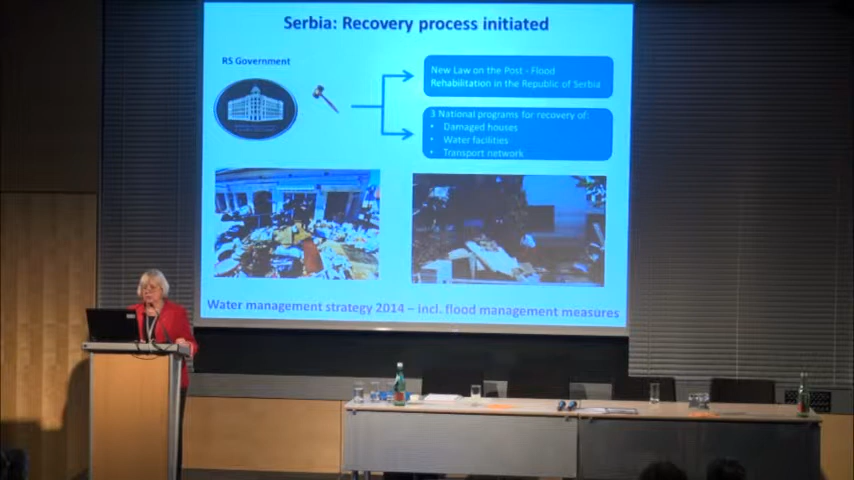 Serbia: Recovery process initiated
RS Government
New Law on the Post - Flood
Rehabilitation in the Republic of Serbia
3 National programs for recovery of:
• Damaged houses
• Water facilities
• Transport network
Water management strategy 2014 – incl. flood management measures